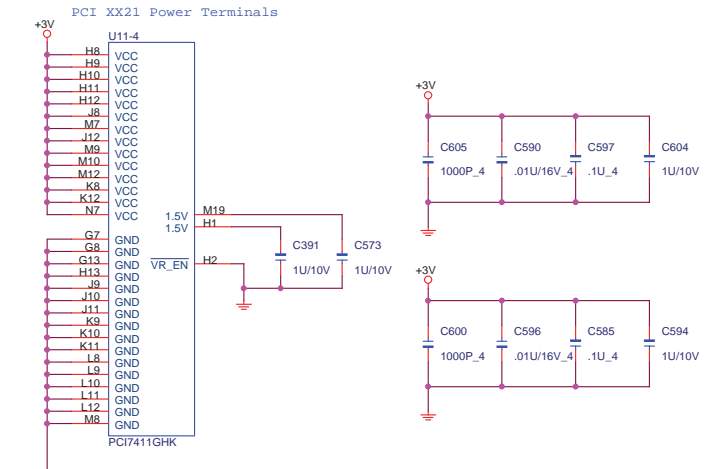 PCI XX21 Power Terminals
+3V
U11-4
H8 VCC
H9 VCC
H10 VCC
H11 VCC
H12 VCC
J8 VCC
M7 VCC
J12 VCC
M9 VCC
M10 VCC
M12 VCC
K8 VCC
K12 VCC
N7 VCC
1.5V M19
1.5V H1
G7 GND
G8 GND
G13 GND
H13 GND
J9 GND
J10 GND
J11 GND
K9 GND
K10 GND
K11 GND
L8 GND
L9 GND
L10 GND
L11 GND
L12 GND
M8 GND
VR_EN H2
PCI7411GHK
C391
1U/10V
C573
1U/10V
+3V
C605
1000P_4
C590
.01U/16V_4
C597
.1U_4
C604
1U/10V
+3V
C600
1000P_4
C596
.01U/16V_4
C585
.1U_4
C594
1U/10V